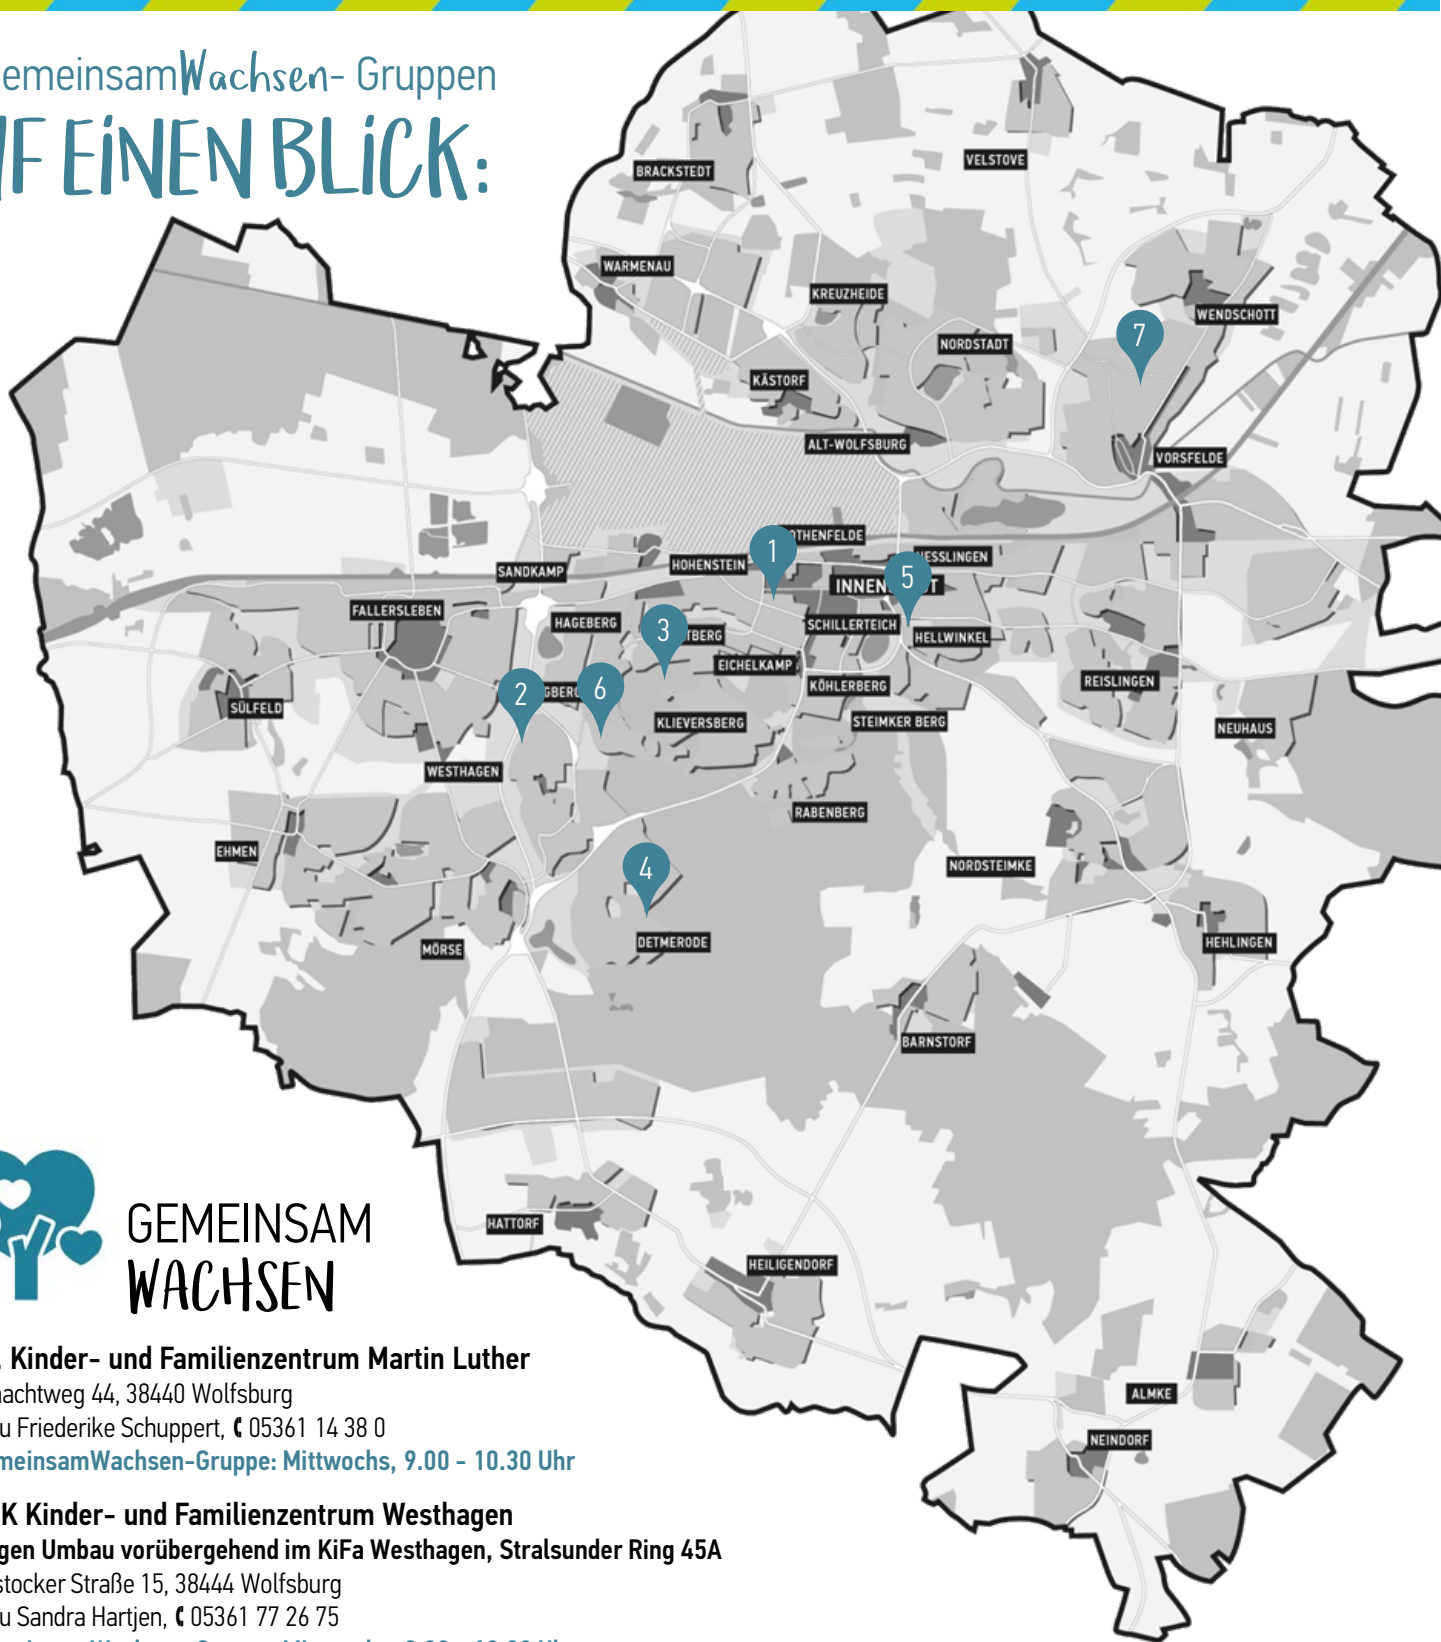 emeinsamWachsen- Gruppen
F EINEN BLICK:
BRACKSTEDT
VELSTOVE
WARMENAU
KREUZHEIDE
WENDSCHOTT
7
NORDSTADT
KÄSTORF
ALT-WOLFSBURG
VORSFELDE
OTHENFELDE
1
HOHENSTEIN
ESSLINGEN
SANDKAMP
INNEN
5
T
FALLERSLEBEN
HAGEBERG
3
TBERG
SCHILLERTEICH
HELLWINKEL
EICHELKAMP
2
GBERG
6
KÖHLERBERG
REISLINGEN
SÜLFELD
KLIEVERSBERG
STEIMKER BERG
NEUHAUS
WESTHAGEN
RABENBERG
EHMEN
4
NORDSTEIMKE
MÖRSE
DETMERODE
HEHLINGEN
BARNSTORF
HATTORF
HEILIGENDORF
ALMKE
NEINDORF
GEMEINSAM
WACHSEN
. Kinder- und Familienzentrum Martin Luther
achtweg 44, 38440 Wolfsburg
u Friederike Schuppert, 05361 14 38 0
meinsamWachsen-Gruppe: Mittwochs, 9.00 - 10.30 Uhr
K Kinder- und Familienzentrum Westhagen
gen Umbau vorübergehend im KiFa Westhagen, Stralsunder Ring 45A
stocker Straße 15, 38444 Wolfsburg
u Sandra Hartjen, 05361 77 26 75